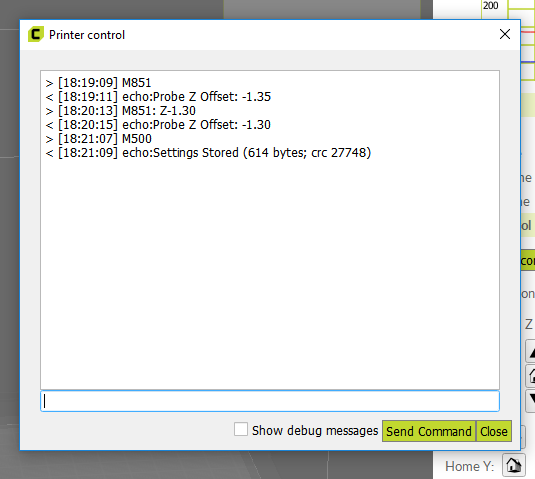 200
Printer control
> [18:19:09] M851
< [18:19:11] echo:Probe Z Offset: -1.35
> [18:20:13] M851: Z-1.30
< [18:20:15] echo:Probe Z Offset: -1.30
> [18:21:07] M500
< [18:21:09] echo:Settings Stored (614 bytes; crc 27748)
Show debug messages
Send Command
Close
Z
Home Y: